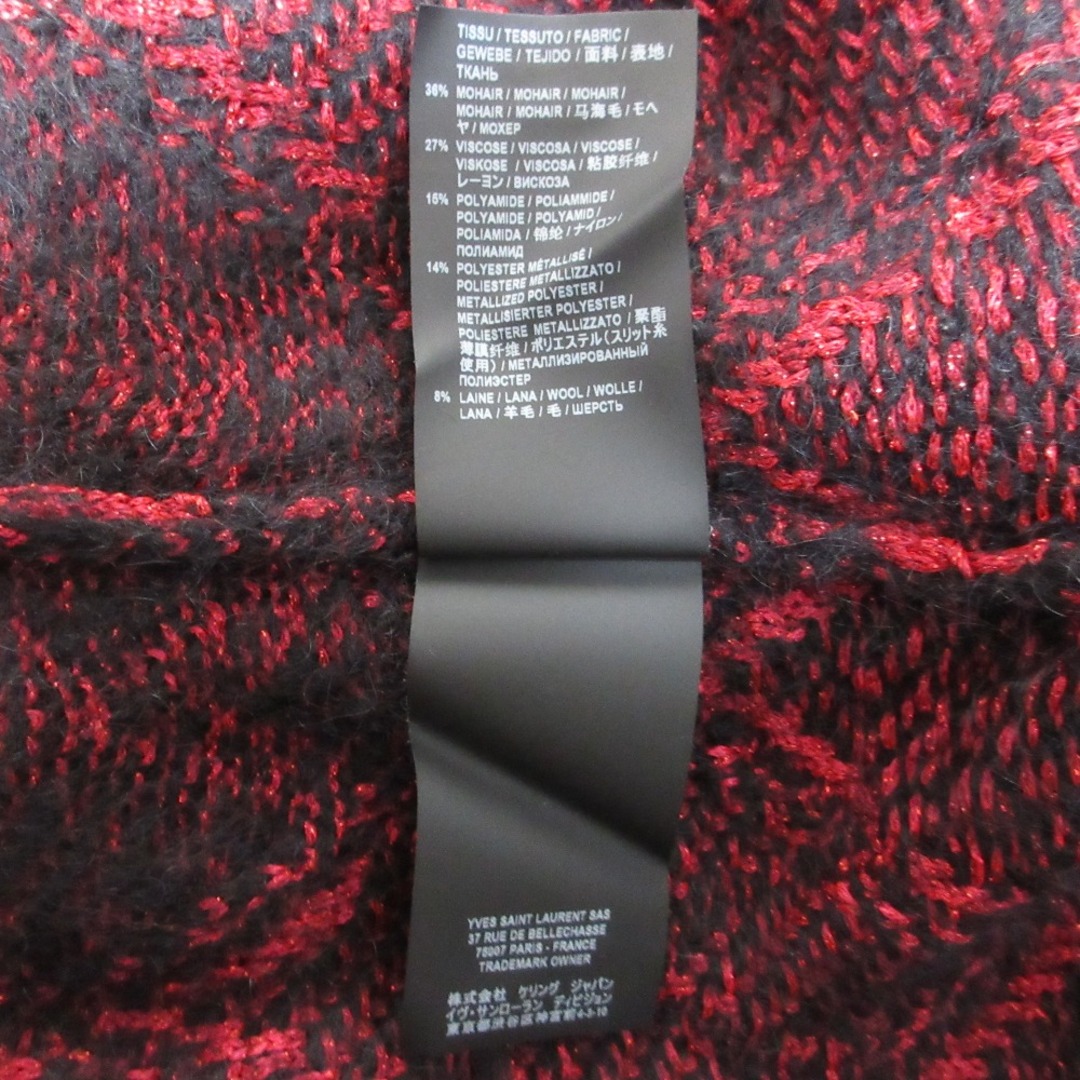 TISSU / TESSUTO / FABRIC /
GEWEBE / TEJIDO / 面料 / 表地 /
ТКАНЬ
36% MOHAIR / MOHAIR / MOHAIR /
MOHAIR / MOHAIR / 马海毛 / モヘ
ヤ / МОХЕР
27% VISCOSE / VISCOSA / VISCOSE /
VISKOSE / VISCOSA / 粘胶纤维 /
レーヨン / ВИСКОЗА
15% POLYAMIDE / POLIAMMIDE /
POLYAMIDE / POLYAMID /
POLIAMIDA / 锦纶 / ナイロン /
ПОЛИАМИД
14% POLYESTER MÉTALLISÉ /
POLIESTERE METALLIZZATO /
METALLIZED POLYESTER /
METALLISIERTER POLYESTER /
POLIESTERE METALLIZZATO / 聚酯
薄膜纤维 / ポリエステル(スリット糸
使用) / МЕТАЛЛИЗИРОВАННЫЙ
ПОЛИЭСТЕР
8% LAINE / LANA / WOOL / WOLLE /
LANA / 羊毛 / 毛 / ШЕРСТЬ
YVES SAINT LAURENT SAS
37 RUE DE BELLECHASSE
75007 PARIS - FRANCE
TRADEMARK OWNER
株式会社 ケリング ジャパン
イヴ・サンローラン ディビジョン
東京都渋谷区神宮前4-3-10